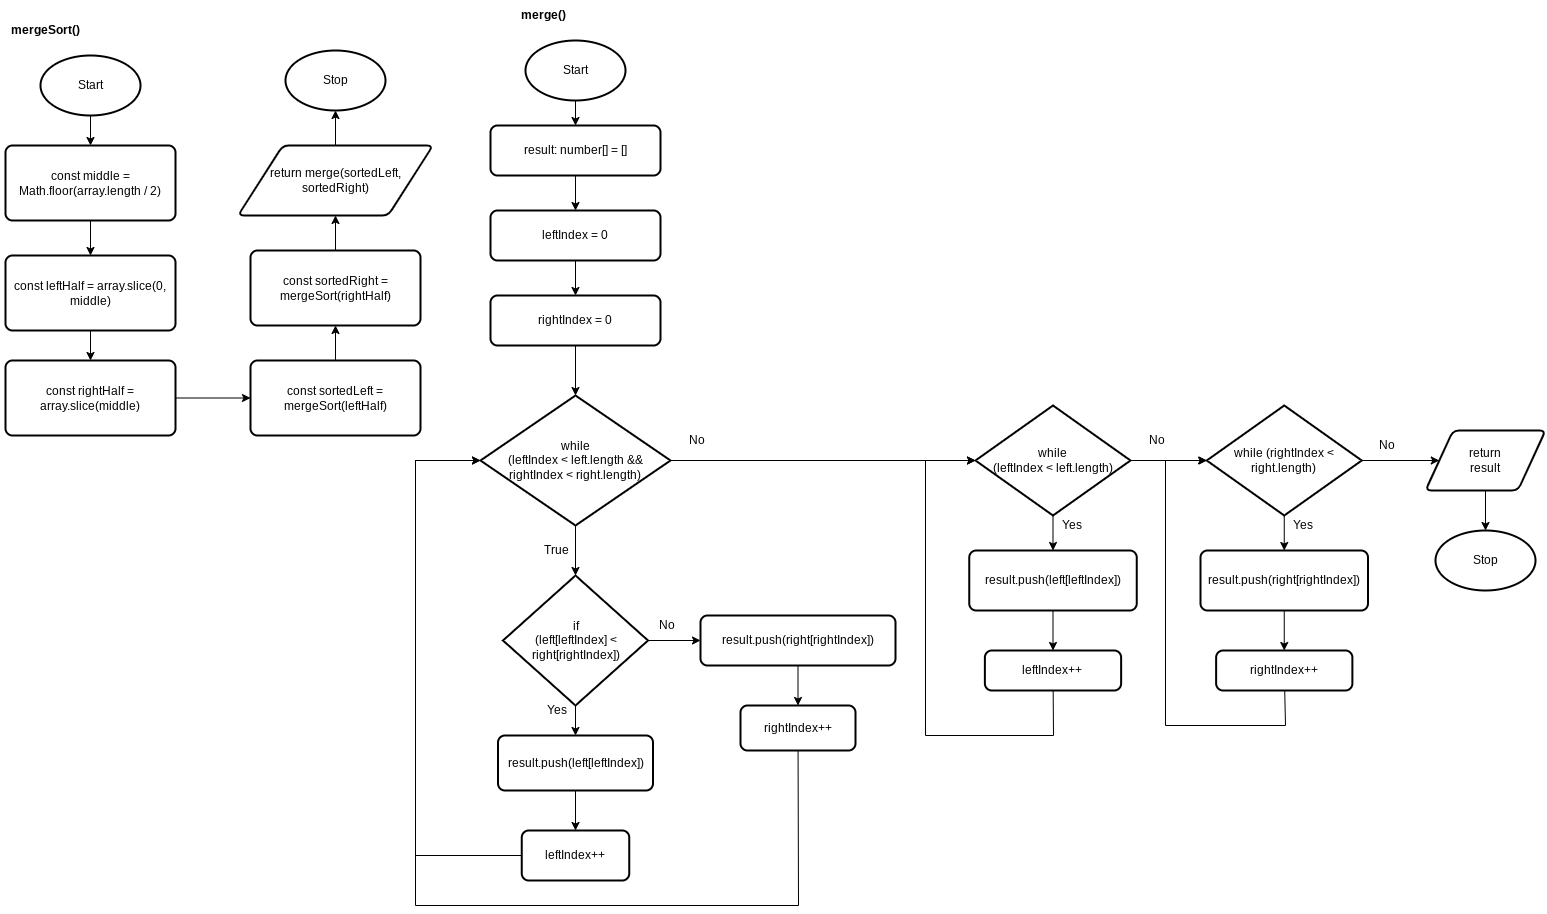 mergeSort()
Start
const middle =
Math.floor(array.length / 2)
const leftHalf = array.slice(0,
middle)
const rightHalf =
array.slice(middle)
Stop
return merge(sortedLeft,
sortedRight)
const sortedRight =
mergeSort(rightHalf)
const sortedLeft =
mergeSort(leftHalf)
merge()
Start
result: number[] = []
leftIndex = 0
rightIndex = 0
while
(leftIndex < left.length &&
rightIndex < right.length)
No
True
if
(left[leftIndex] <
right[rightIndex])
No
result.push(right[rightIndex])
rightIndex++
Yes
result.push(left[leftIndex])
leftIndex++
while
(leftIndex < left.length)
No
Yes
result.push(left[leftIndex])
leftIndex++
while (rightIndex <
right.length)
No
Yes
result.push(right[rightIndex])
rightIndex++
return
result
Stop